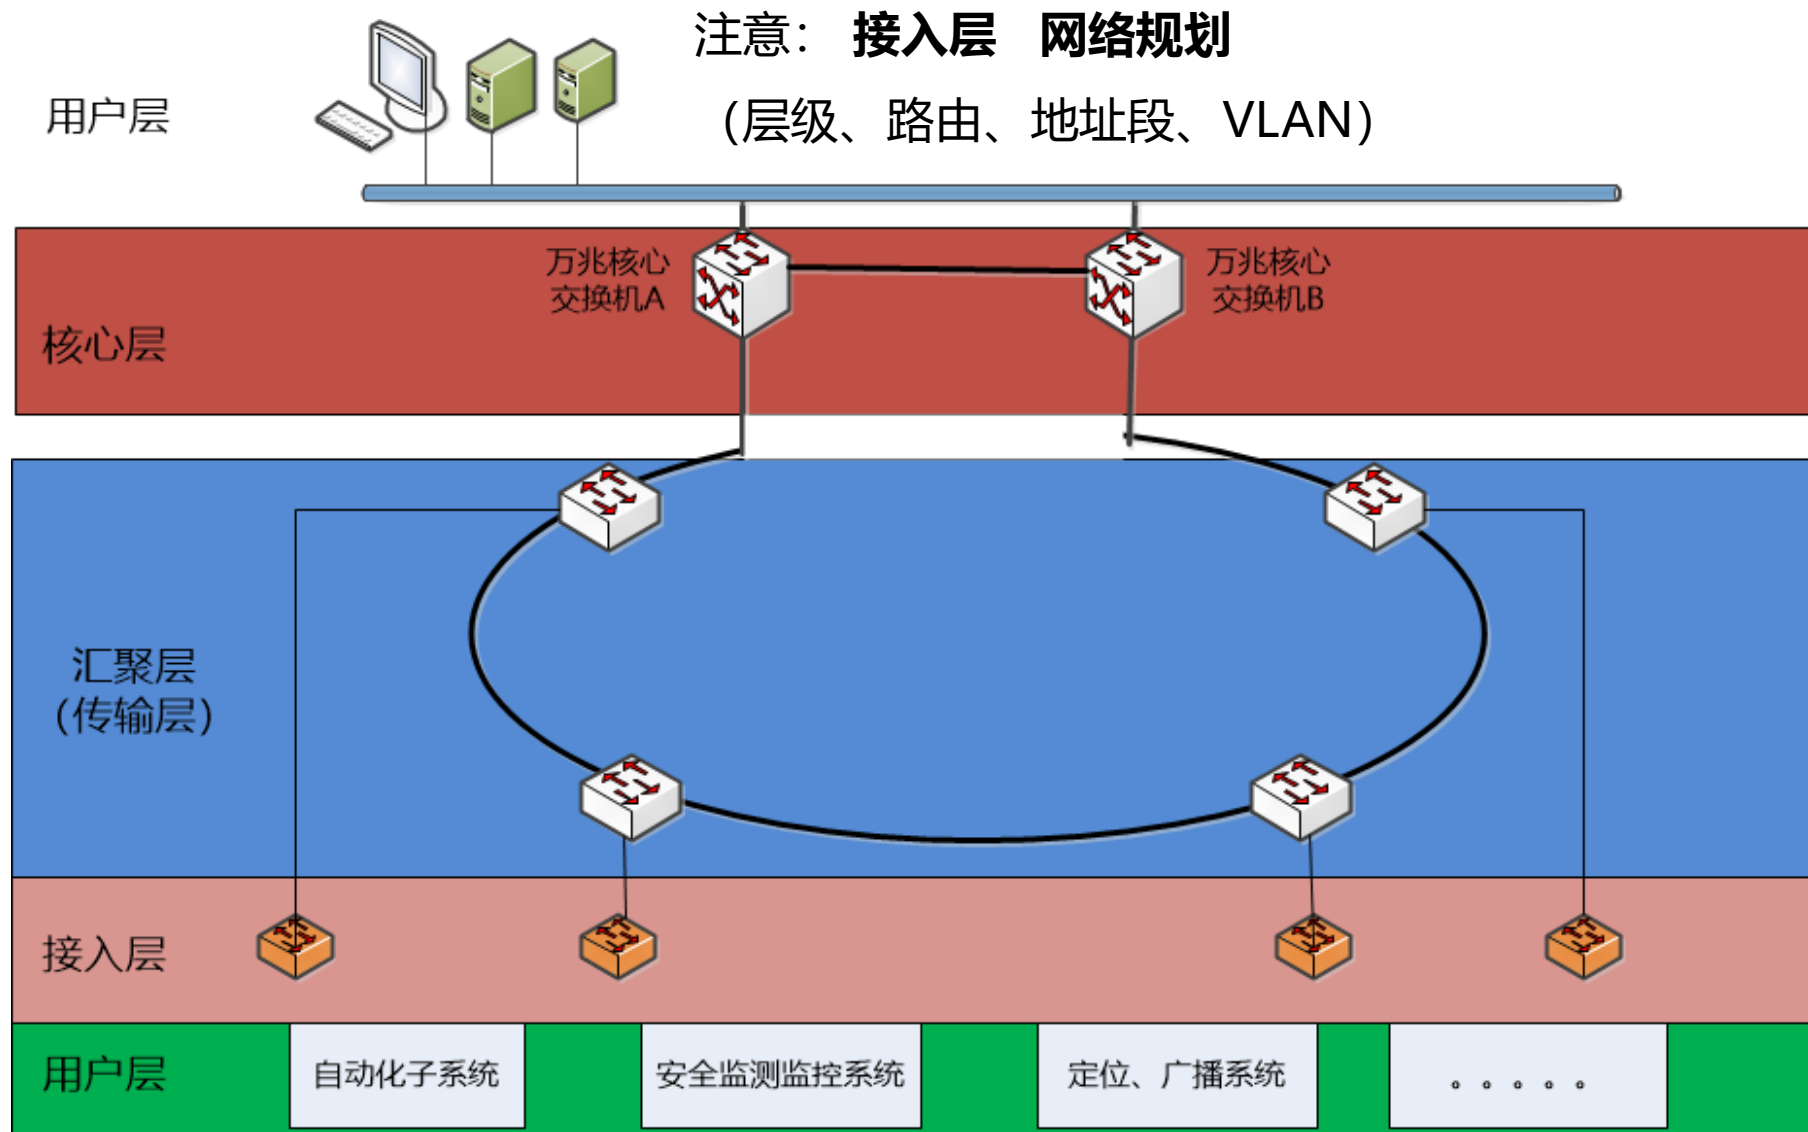 注意： 接入层 网络规划
（层级、路由、地址段、VLAN）
用户层
万兆核心
交换机A
万兆核心
交换机B
核心层
汇聚层
（传输层）
接入层
用户层
自动化子系统
安全监测监控系统
定位、广播系统
。。。。。